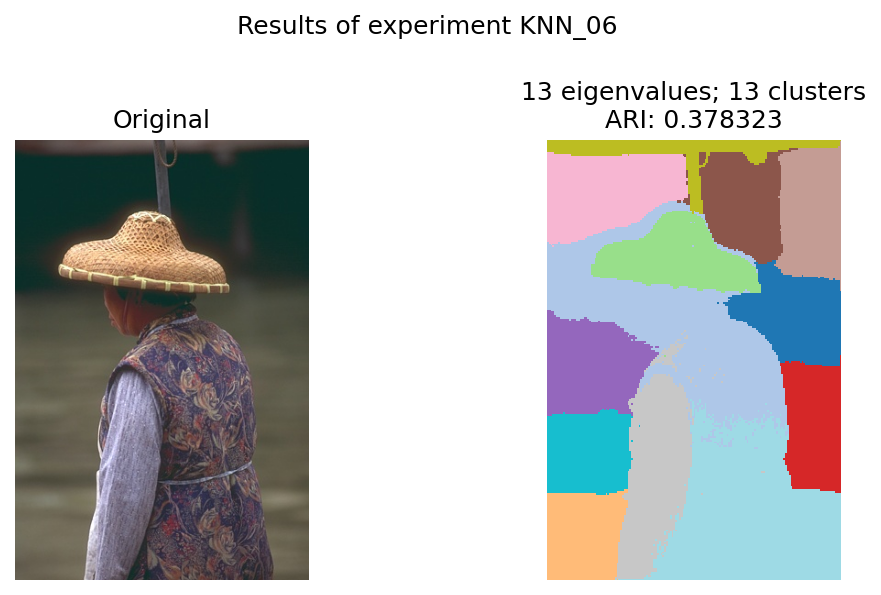 Results of experiment KNN_06
Original
13 eigenvalues; 13 clusters
ARI: 0.378323